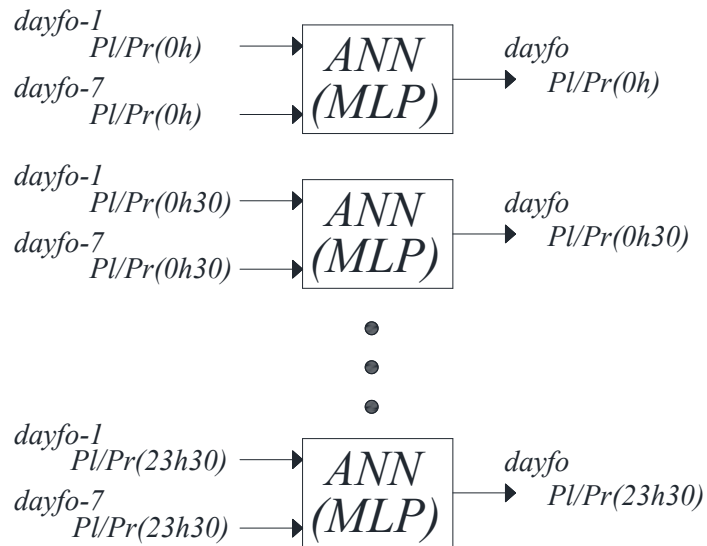 dayfo-1
Pl/Pr(0h)
dayfo-7
Pl/Pr(0h)
ANN
(MLP)
dayfo
Pl/Pr(0h)
dayfo-1
Pl/Pr(0h30)
dayfo-7
Pl/Pr(0h30)
ANN
(MLP)
dayfo
Pl/Pr(0h30)
dayfo-1
Pl/Pr(23h30)
dayfo-7
Pl/Pr(23h30)
ANN
(MLP)
dayfo
Pl/Pr(23h30)